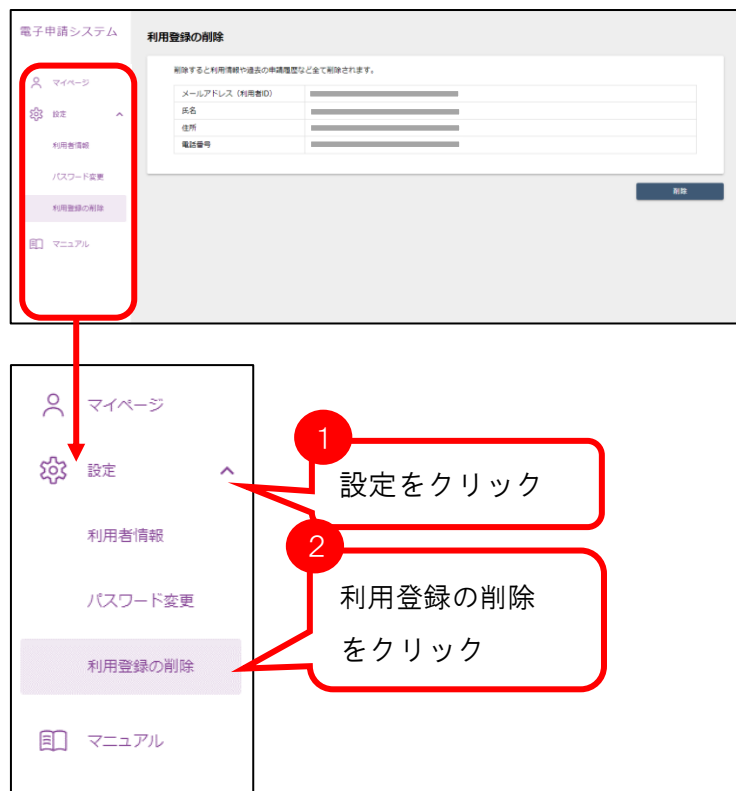 電子申請システム
利用登録の削除
マイページ
設定
利用者情報
パスワード変更
利用登録の削除
マニュアル
削除すると利用情報や過去の申請履歴など全て削除されます。
メールアドレス（利用者ID）
氏名
住所
電話番号
削除
マイページ
設定
利用者情報
パスワード変更
利用登録の削除
マニュアル
1
設定をクリック
2
利用登録の削除
をクリック